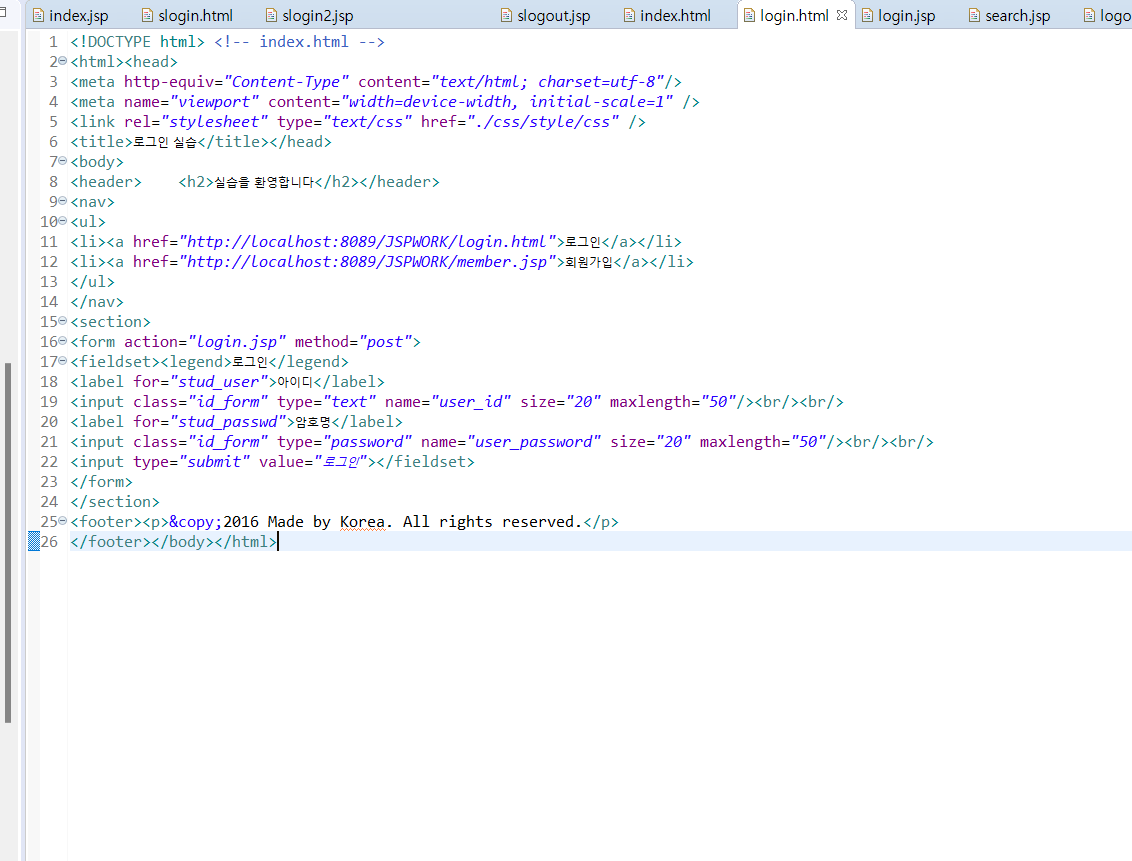 index.jsp slogin.html slogin2.jsp slogout.jsp index.html login.html login.jsp search.jsp logo
1 <!DOCTYPE html> <!-- index.html -->
2 <html><head>
3 <meta http-equiv="Content-Type" content="text/html; charset=utf-8"/>
4 <meta name="viewport" content="width=device-width, initial-scale=1" />
5 <link rel="stylesheet" type="text/css" href="./css/style/css" />
6 <title>로그인 실습</title></head>
7 <body>
8 <header>    <h2>실습을 환영합니다</h2></header>
9 <nav>
10 <ul>
11 <li><a href="http://localhost:8089/JSPWORK/login.html">로그인</a></li>
12 <li><a href="http://localhost:8089/JSPWORK/member.jsp">회원가입</a></li>
13 </ul>
14 </nav>
15 <section>
16 <form action="login.jsp" method="post">
17 <fieldset><legend>로그인</legend>
18 <label for="stud_user">아이디</label>
19 <input class="id_form" type="text" name="user_id" size="20" maxlength="50"/><br/><br/>
20 <label for="stud_passwd">암호명</label>
21 <input class="id_form" type="password" name="user_password" size="20" maxlength="50"/><br/><br/>
22 <input type="submit" value="로그인"></fieldset>
23 </form>
24 </section>
25 <footer><p>&copy;2016 Made by Korea. All rights reserved.</p>
26 </footer></body></html>